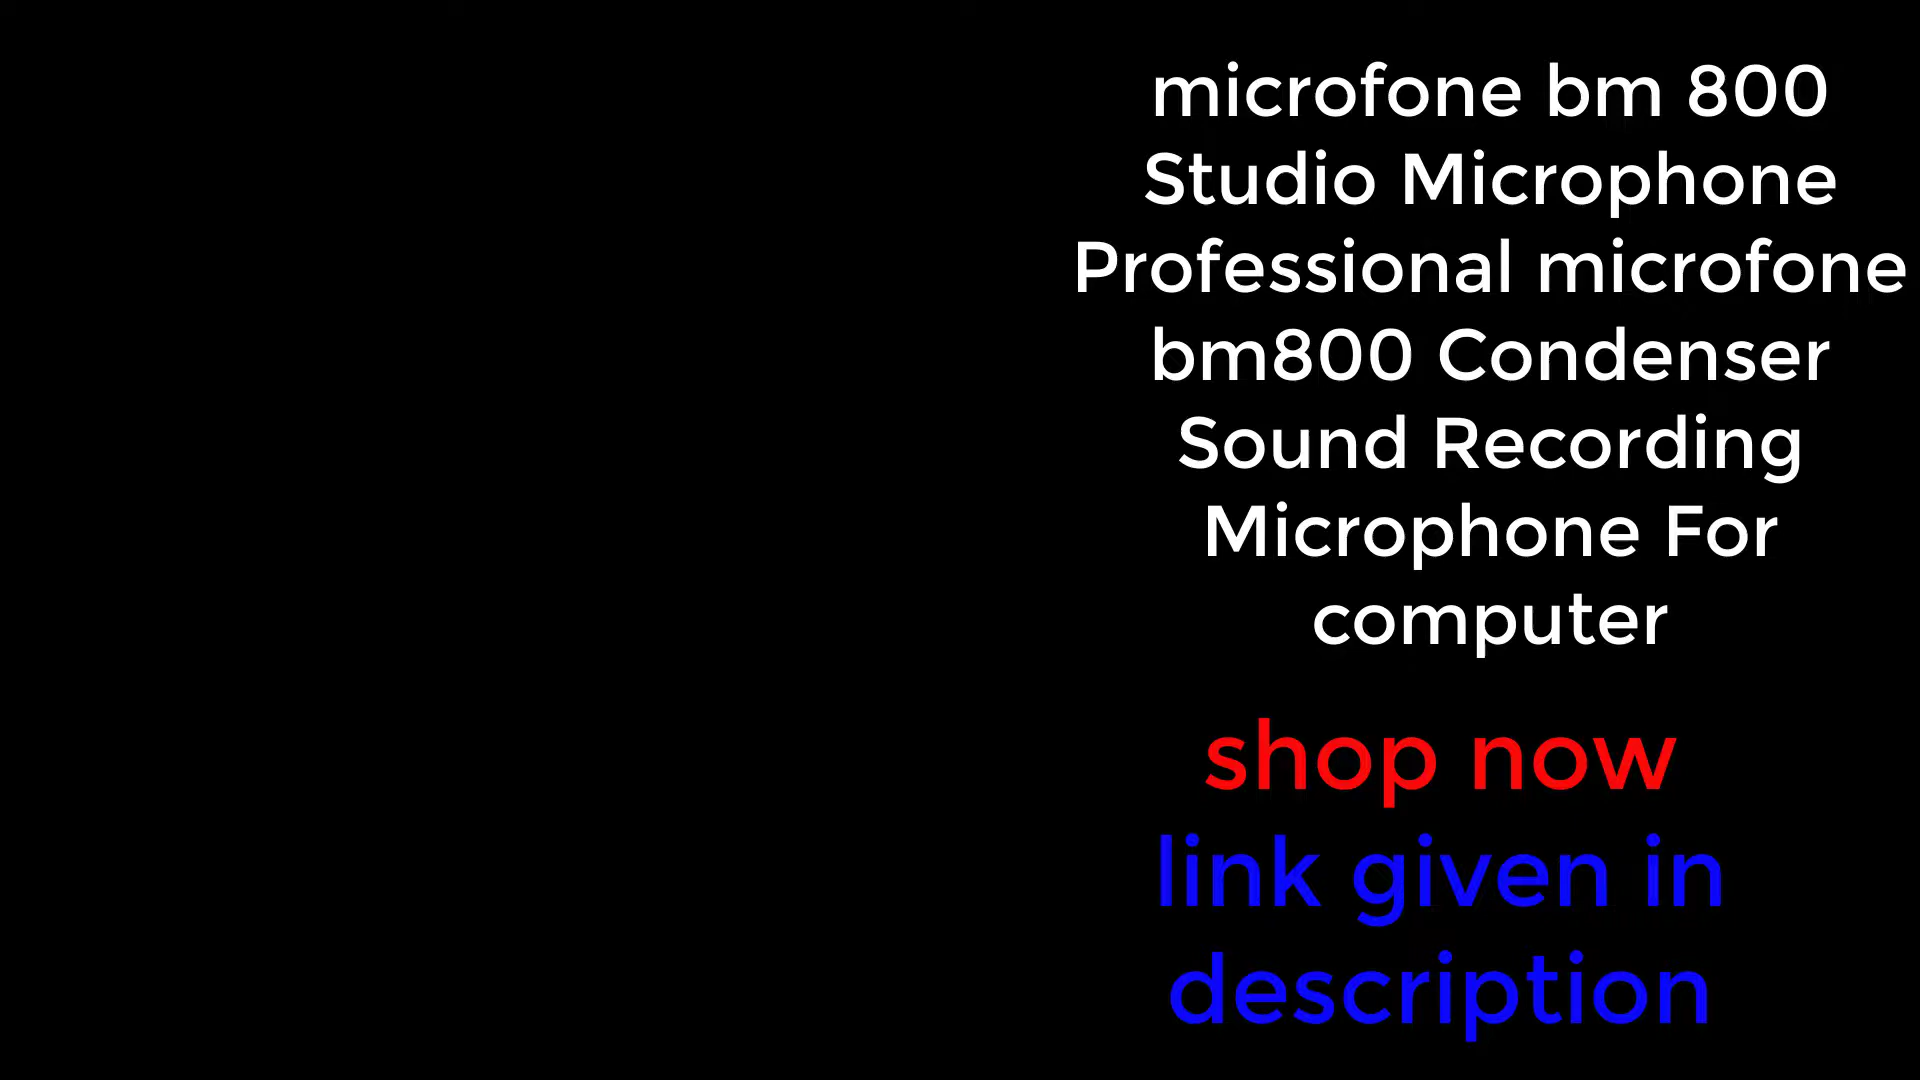 microfone bm 800
Studio Microphone
Professional microfone
bm800 Condenser
Sound Recording
Microphone For
computer
shop now
link given in
description